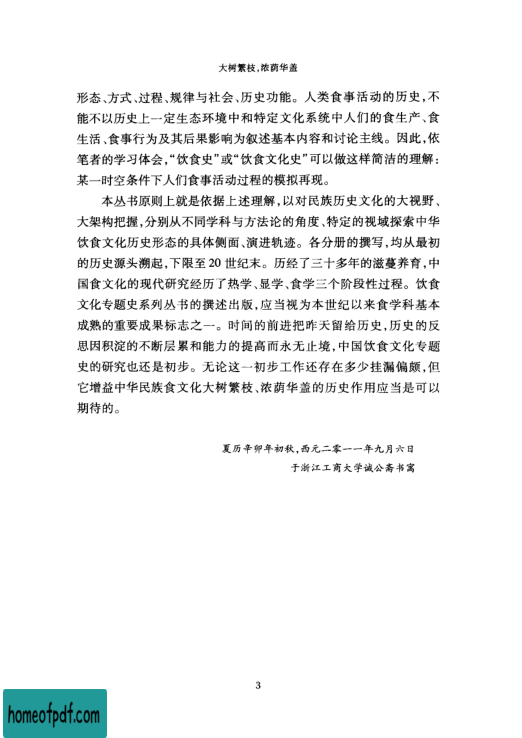 大树繁枝,浓荫华盖
形态、方式、过程、规律与社会、历史功能。人类食事活动的历史,不
能不以历史上一定生态环境中和特定文化系统中人们的食生产、食
生活、食事行为及其后果影响为叙述基本内容和讨论主线。因此,依
笔者的学习体会,“饮食史”或“饮食文化史”可以做这样简洁的理解:
某一时空条件下人们食事活动过程的模拟再现。
本丛书原则上就是依据上述理解,以对民族历史文化的大视野、
大架构把握,分别从不同学科与方法论的角度、特定的视域探索中华
饮食文化历史形态的具体侧面、演进轨迹。各分册的撰写,均从最初
的历史源头溯起,下限至20世纪末。历经了三十多年的滋蔓养育,中
国食文化的现代研究经历了热学、显学、食学三个阶段性过程。饮食
文化专题史系列丛书的撰述出版,应当视为本世纪以来食学科基本
成熟的重要成果标志之一。时间的前进把昨天留给历史,历史的反
思因积淀的不断层累和能力的提高而永无止境,中国饮食文化专题
史的研究也还是初步。无论这一初步工作还存在多少挂漏偏颇,但
它增益中华民族食文化大树繁枝、浓荫华盖的历史作用应当是可以
期待的。
夏历辛卯年初秋,西元二零一一年九月六日
于浙江工商大学诚公斋书寓
3
homeofpdf.com